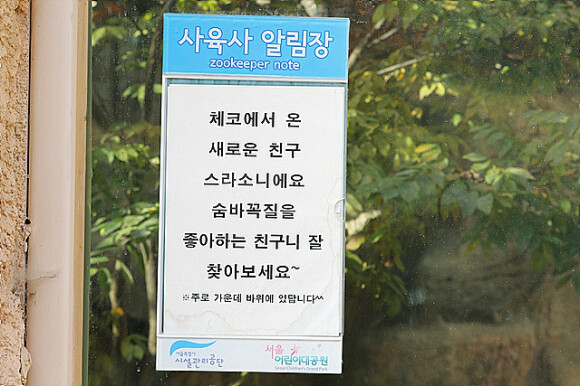 사육사 알림장
zookeeper note
체코에서 온
새로운 친구
스라소니에요
숨바꼭질을
좋아하는 친구니 잘
찾아보세요~
※주로 가운데 바위에 있답니다^^
서울특별시
시설관리공단
서울
어린이대공원
Seoul Children's Grand Park